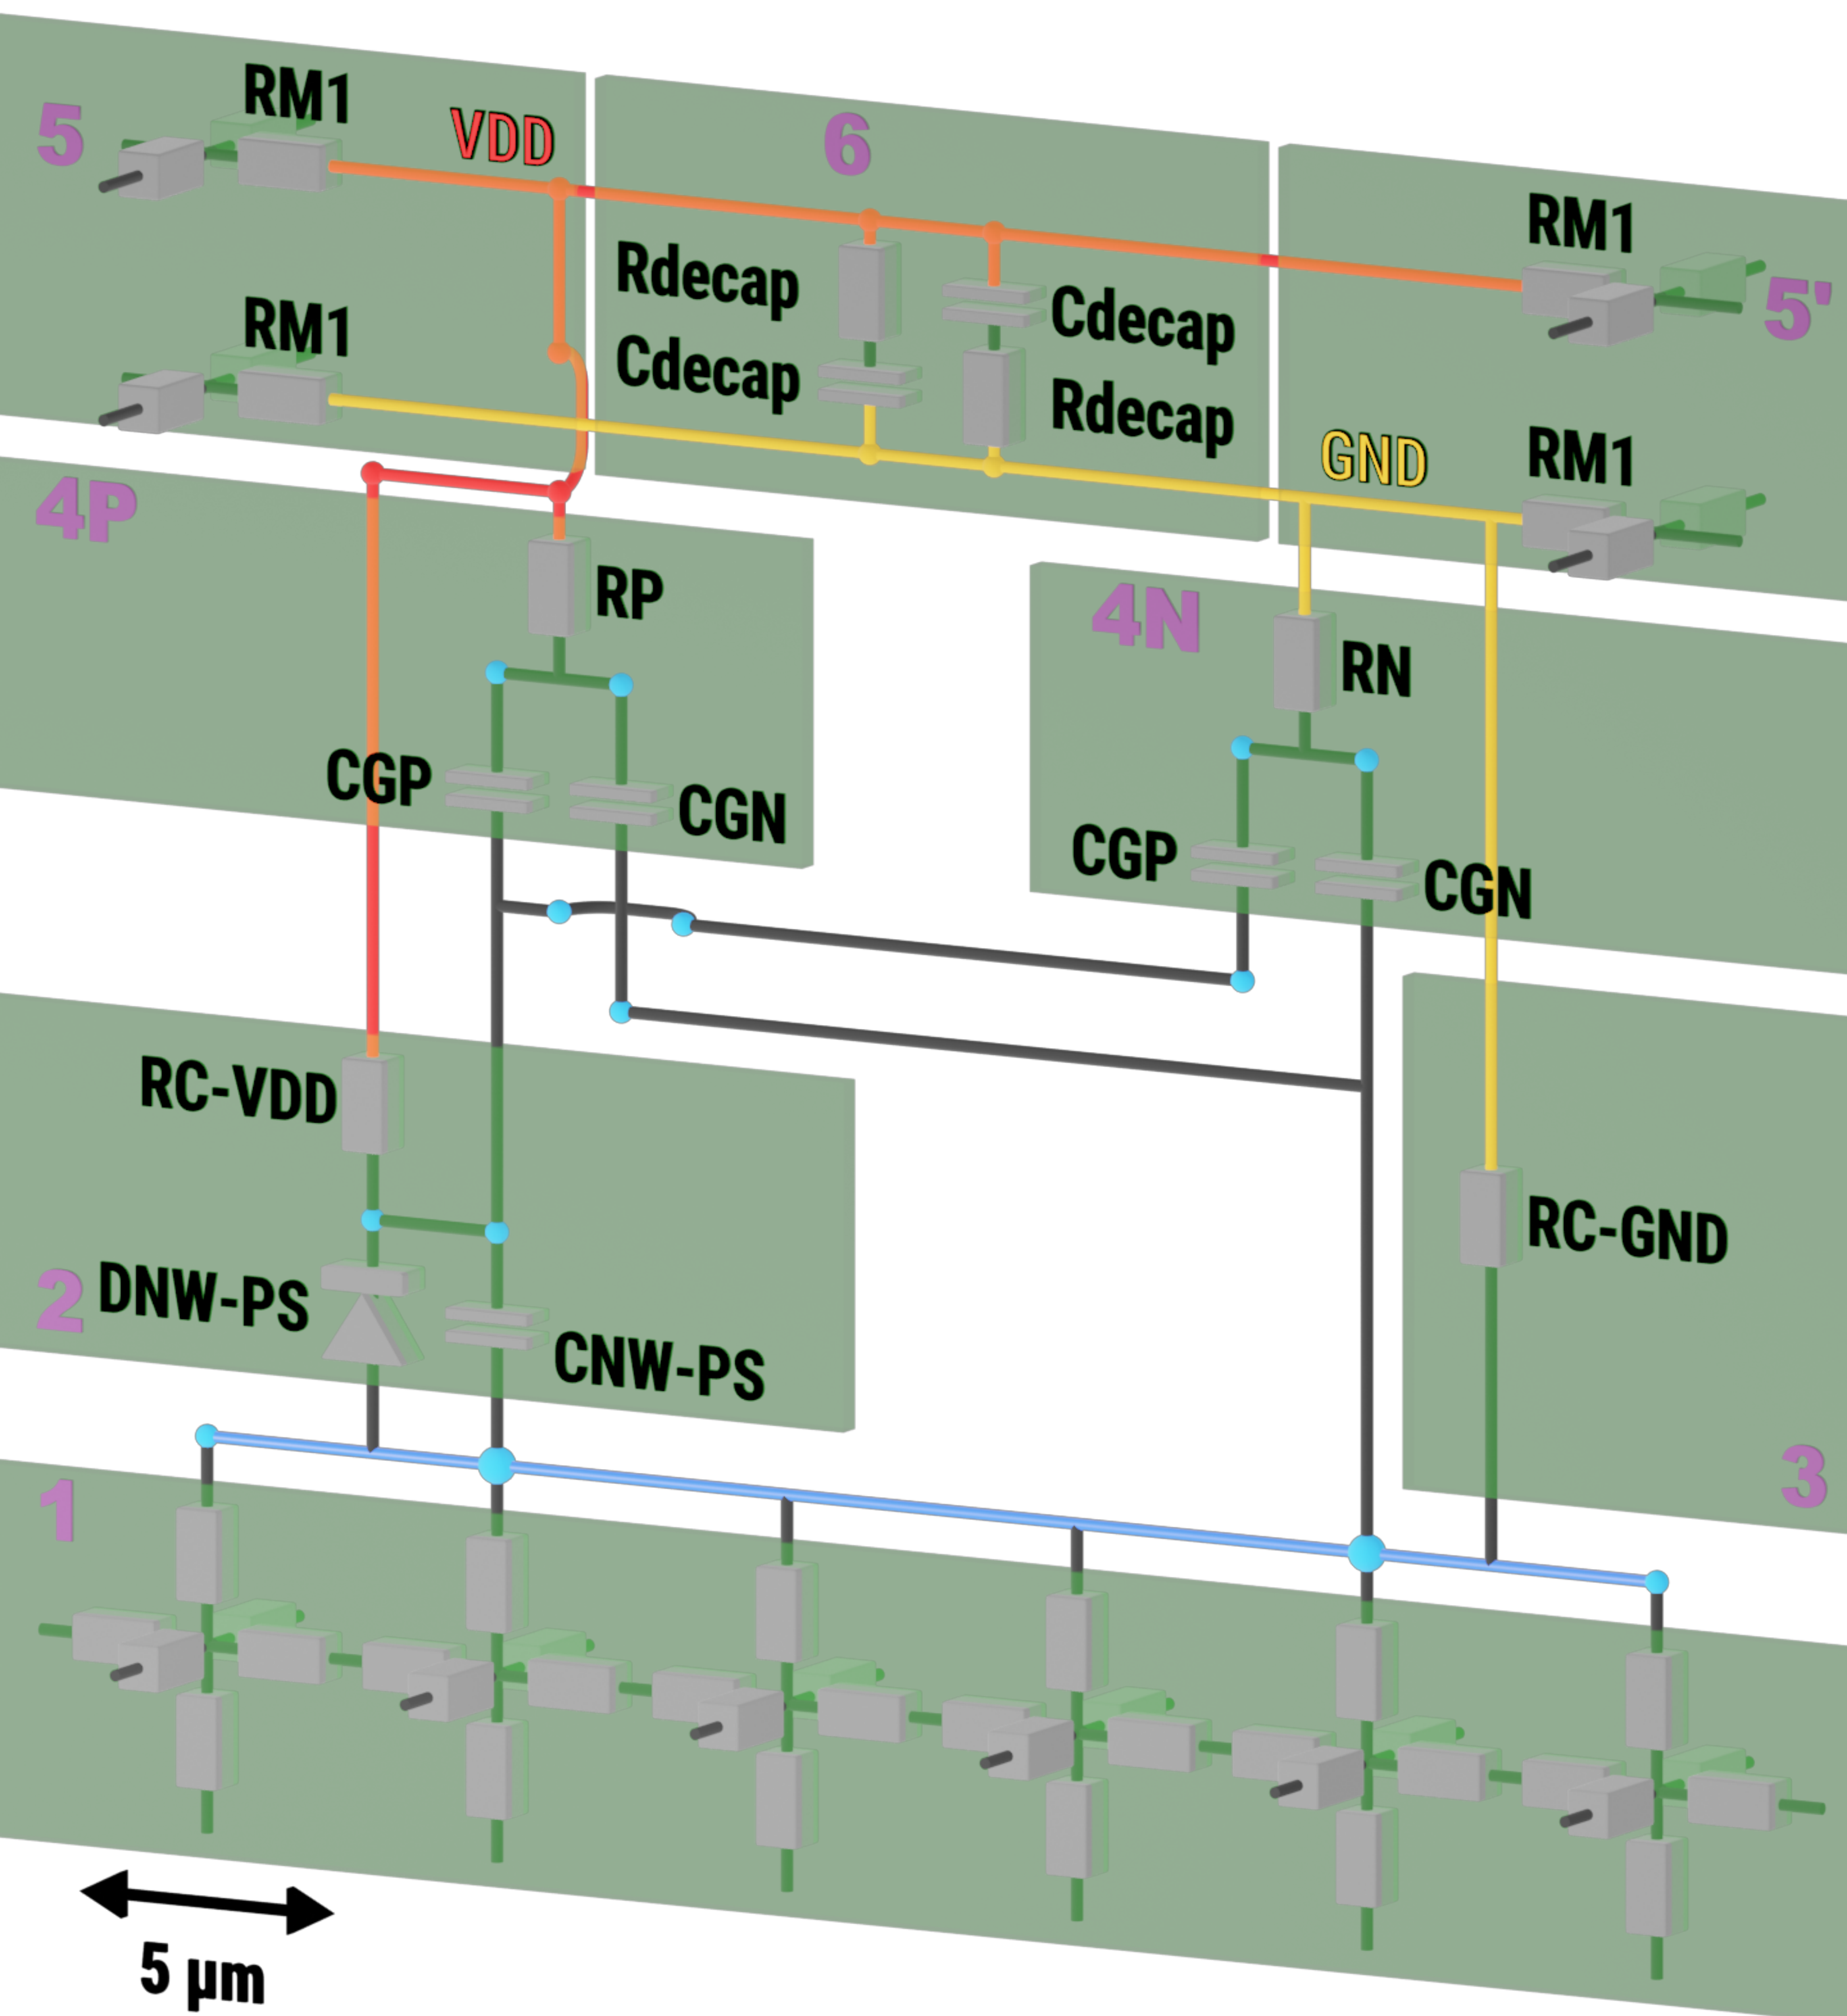 RM1
5
VDD
6
RM1
Rdecap
Cdecap
5'
RM1
Cdecap
Rdecap
GND
RM1
4P
RP
4N
RN
CGP
CGN
CGP
CGN
RC-VDD
RC-GND
2
DNW-PS
CNW-PS
3
1
5 μm